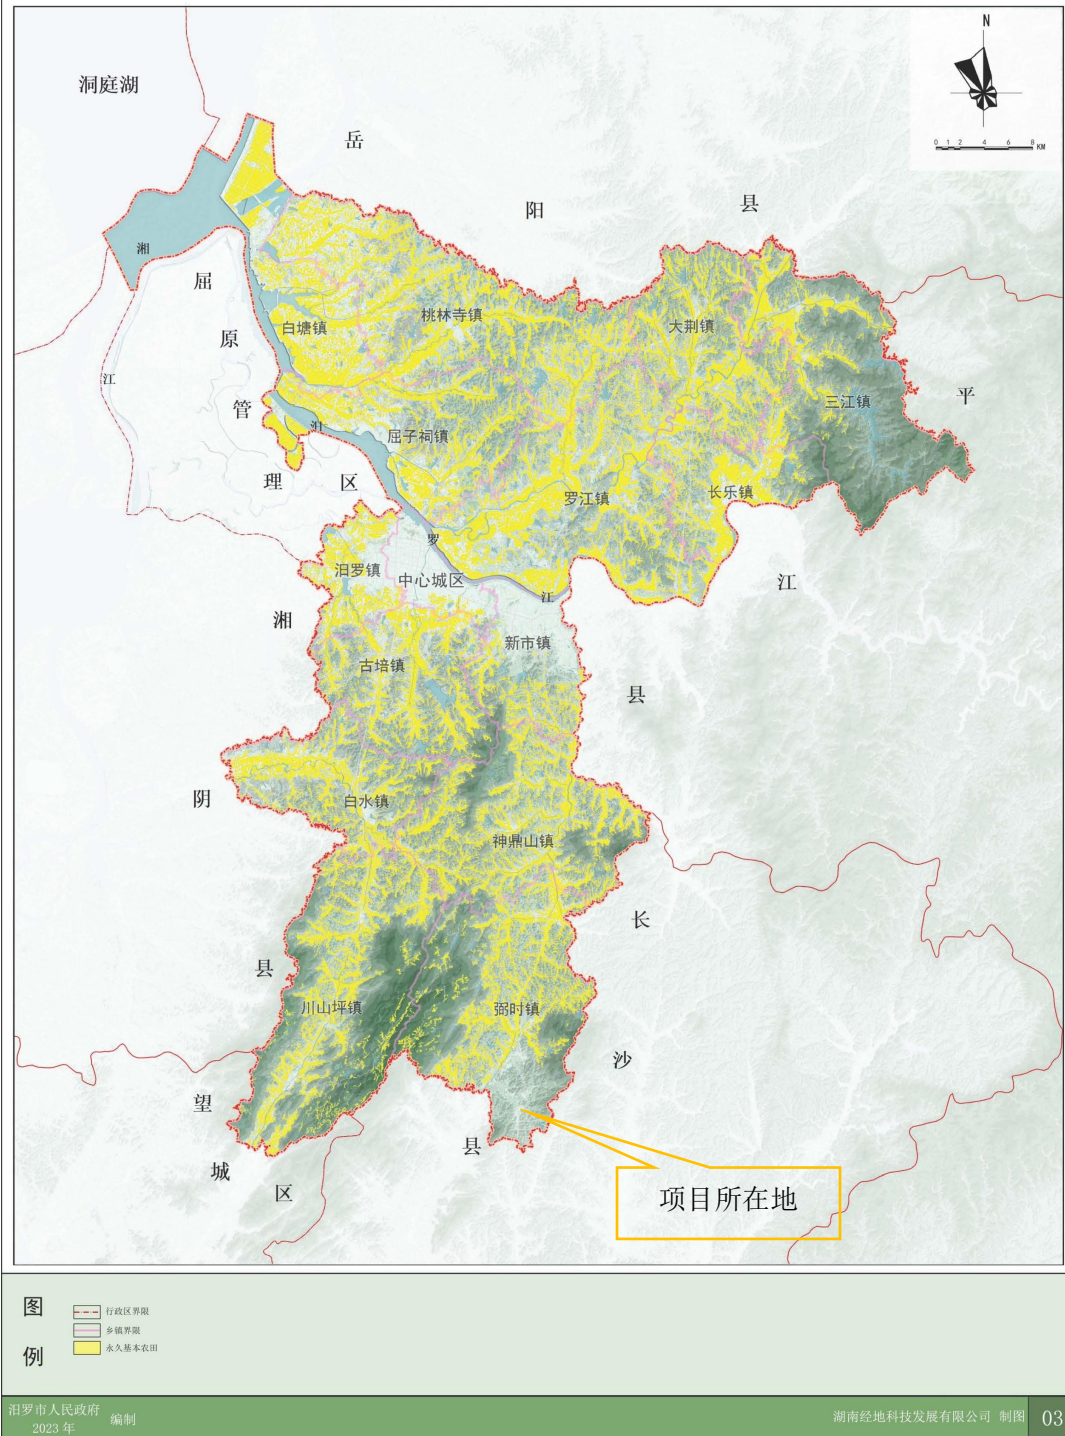 N
0 1 2 4 6 8 KM
洞庭湖
岳
阳
县
湘
屈
原
管
理
区
江
白塘镇
桃林寺镇
大荆镇
三江镇
平
汨
屈子祠镇
罗江镇
长乐镇
罗
江
江
县
汨罗镇
中心城区
新市镇
湘
古培镇
阴
白水镇
神鼎山镇
长
县
川山坪镇
弼时镇
沙
望
县
城
区
项目所在地
图
例
行政区界限
乡镇界限
永久基本农田
汨罗市人民政府
2023 年
编制
湖南经地科技发展有限公司 制图
03